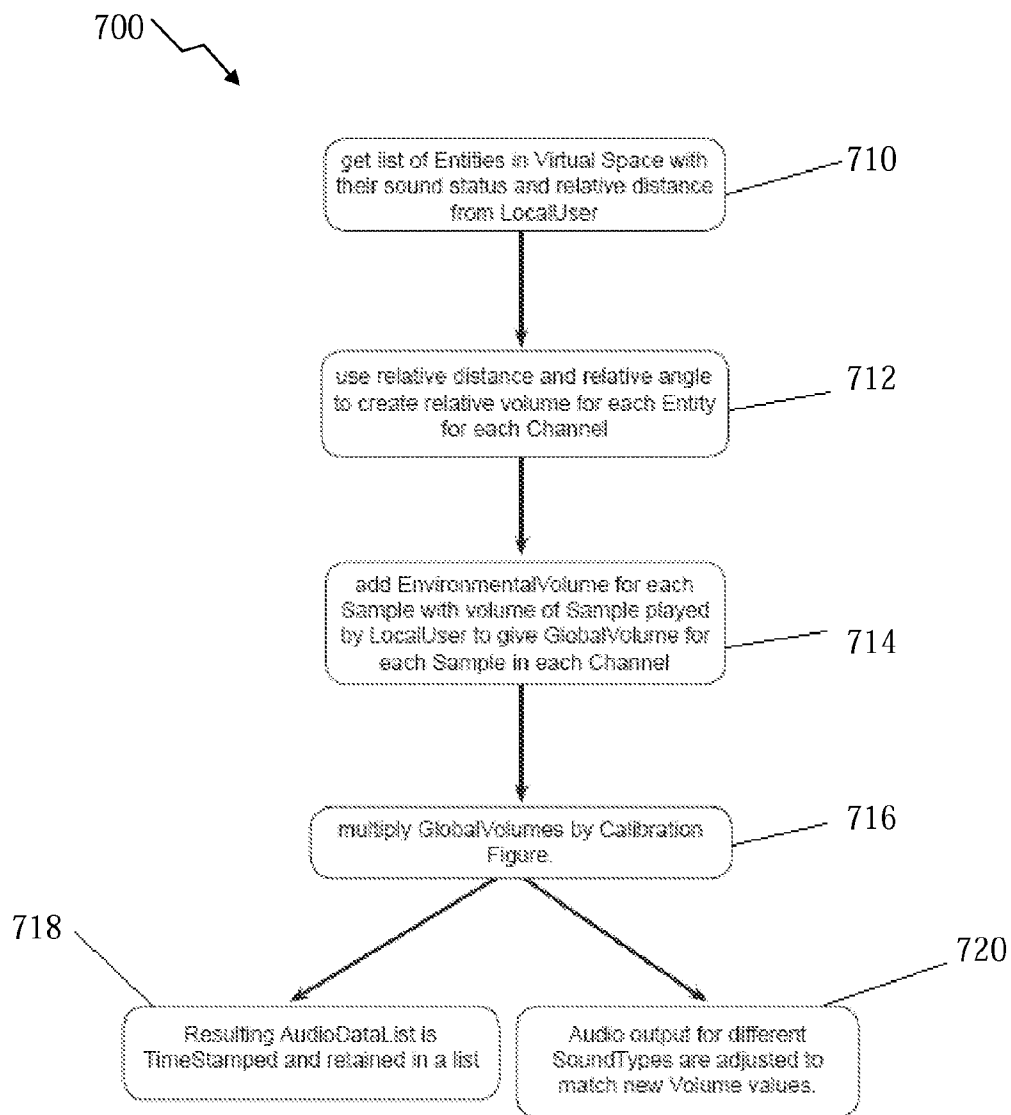 700
get list of Entities in Virtual Space with
their sound status and relative distance
from LocalUser
710
use relative distance and relative angle
to create relative volume for each Entity
for each Channel
712
add EnvironmentalVolume for each
Sample with volume of Sample played
by LocalUser to give GlobalVolume for
each Sample in each Channel
714
multiply GlobalVolumes by Calibration
Figure.
716
718
Resulting AudioDataList is
TimeStamped and retained in a list
720
Audio output for different
SoundTypes are adjusted to
match new Volume values.